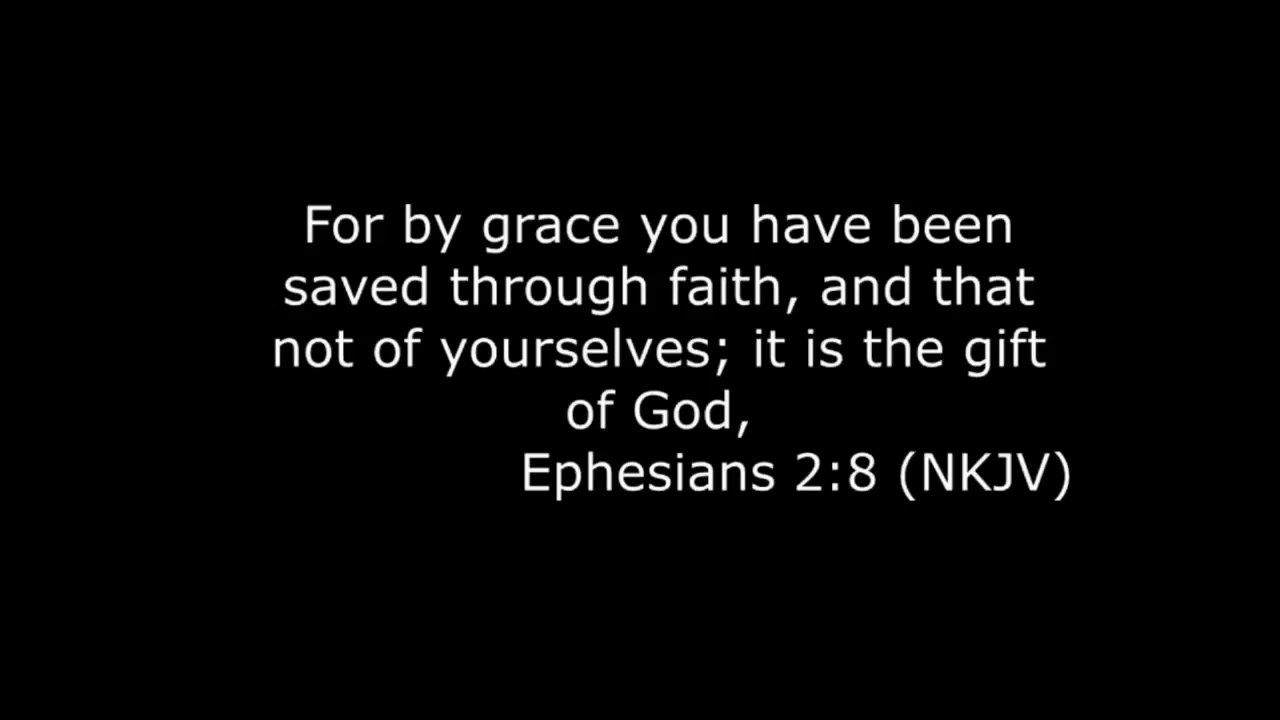 For by grace you have been
saved through faith, and that
not of yourselves; it is the gift
of God,
Ephesians 2:8 (NKJV)